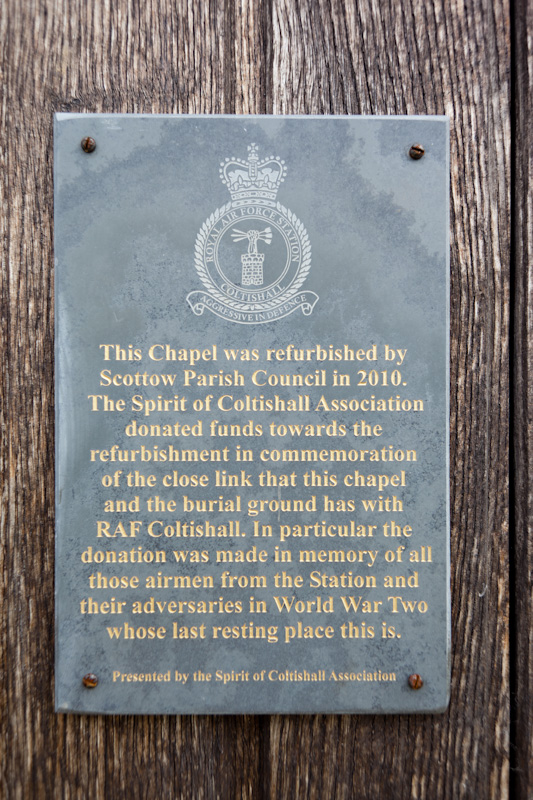 ROYAL AIR FORCE STATION
COLTISHALL
AGGRESSIVE IN DEFENCE
This Chapel was refurbished by
Scottow Parish Council in 2010.
The Spirit of Coltishall Association
donated funds towards the
refurbishment in commemoration
of the close link that this chapel
and the burial ground has with
RAF Coltishall. In particular the
donation was made in memory of all
those airmen from the Station and
their adversaries in World War Two
whose last resting place this is.
Presented by the Spirit of Coltishall Association